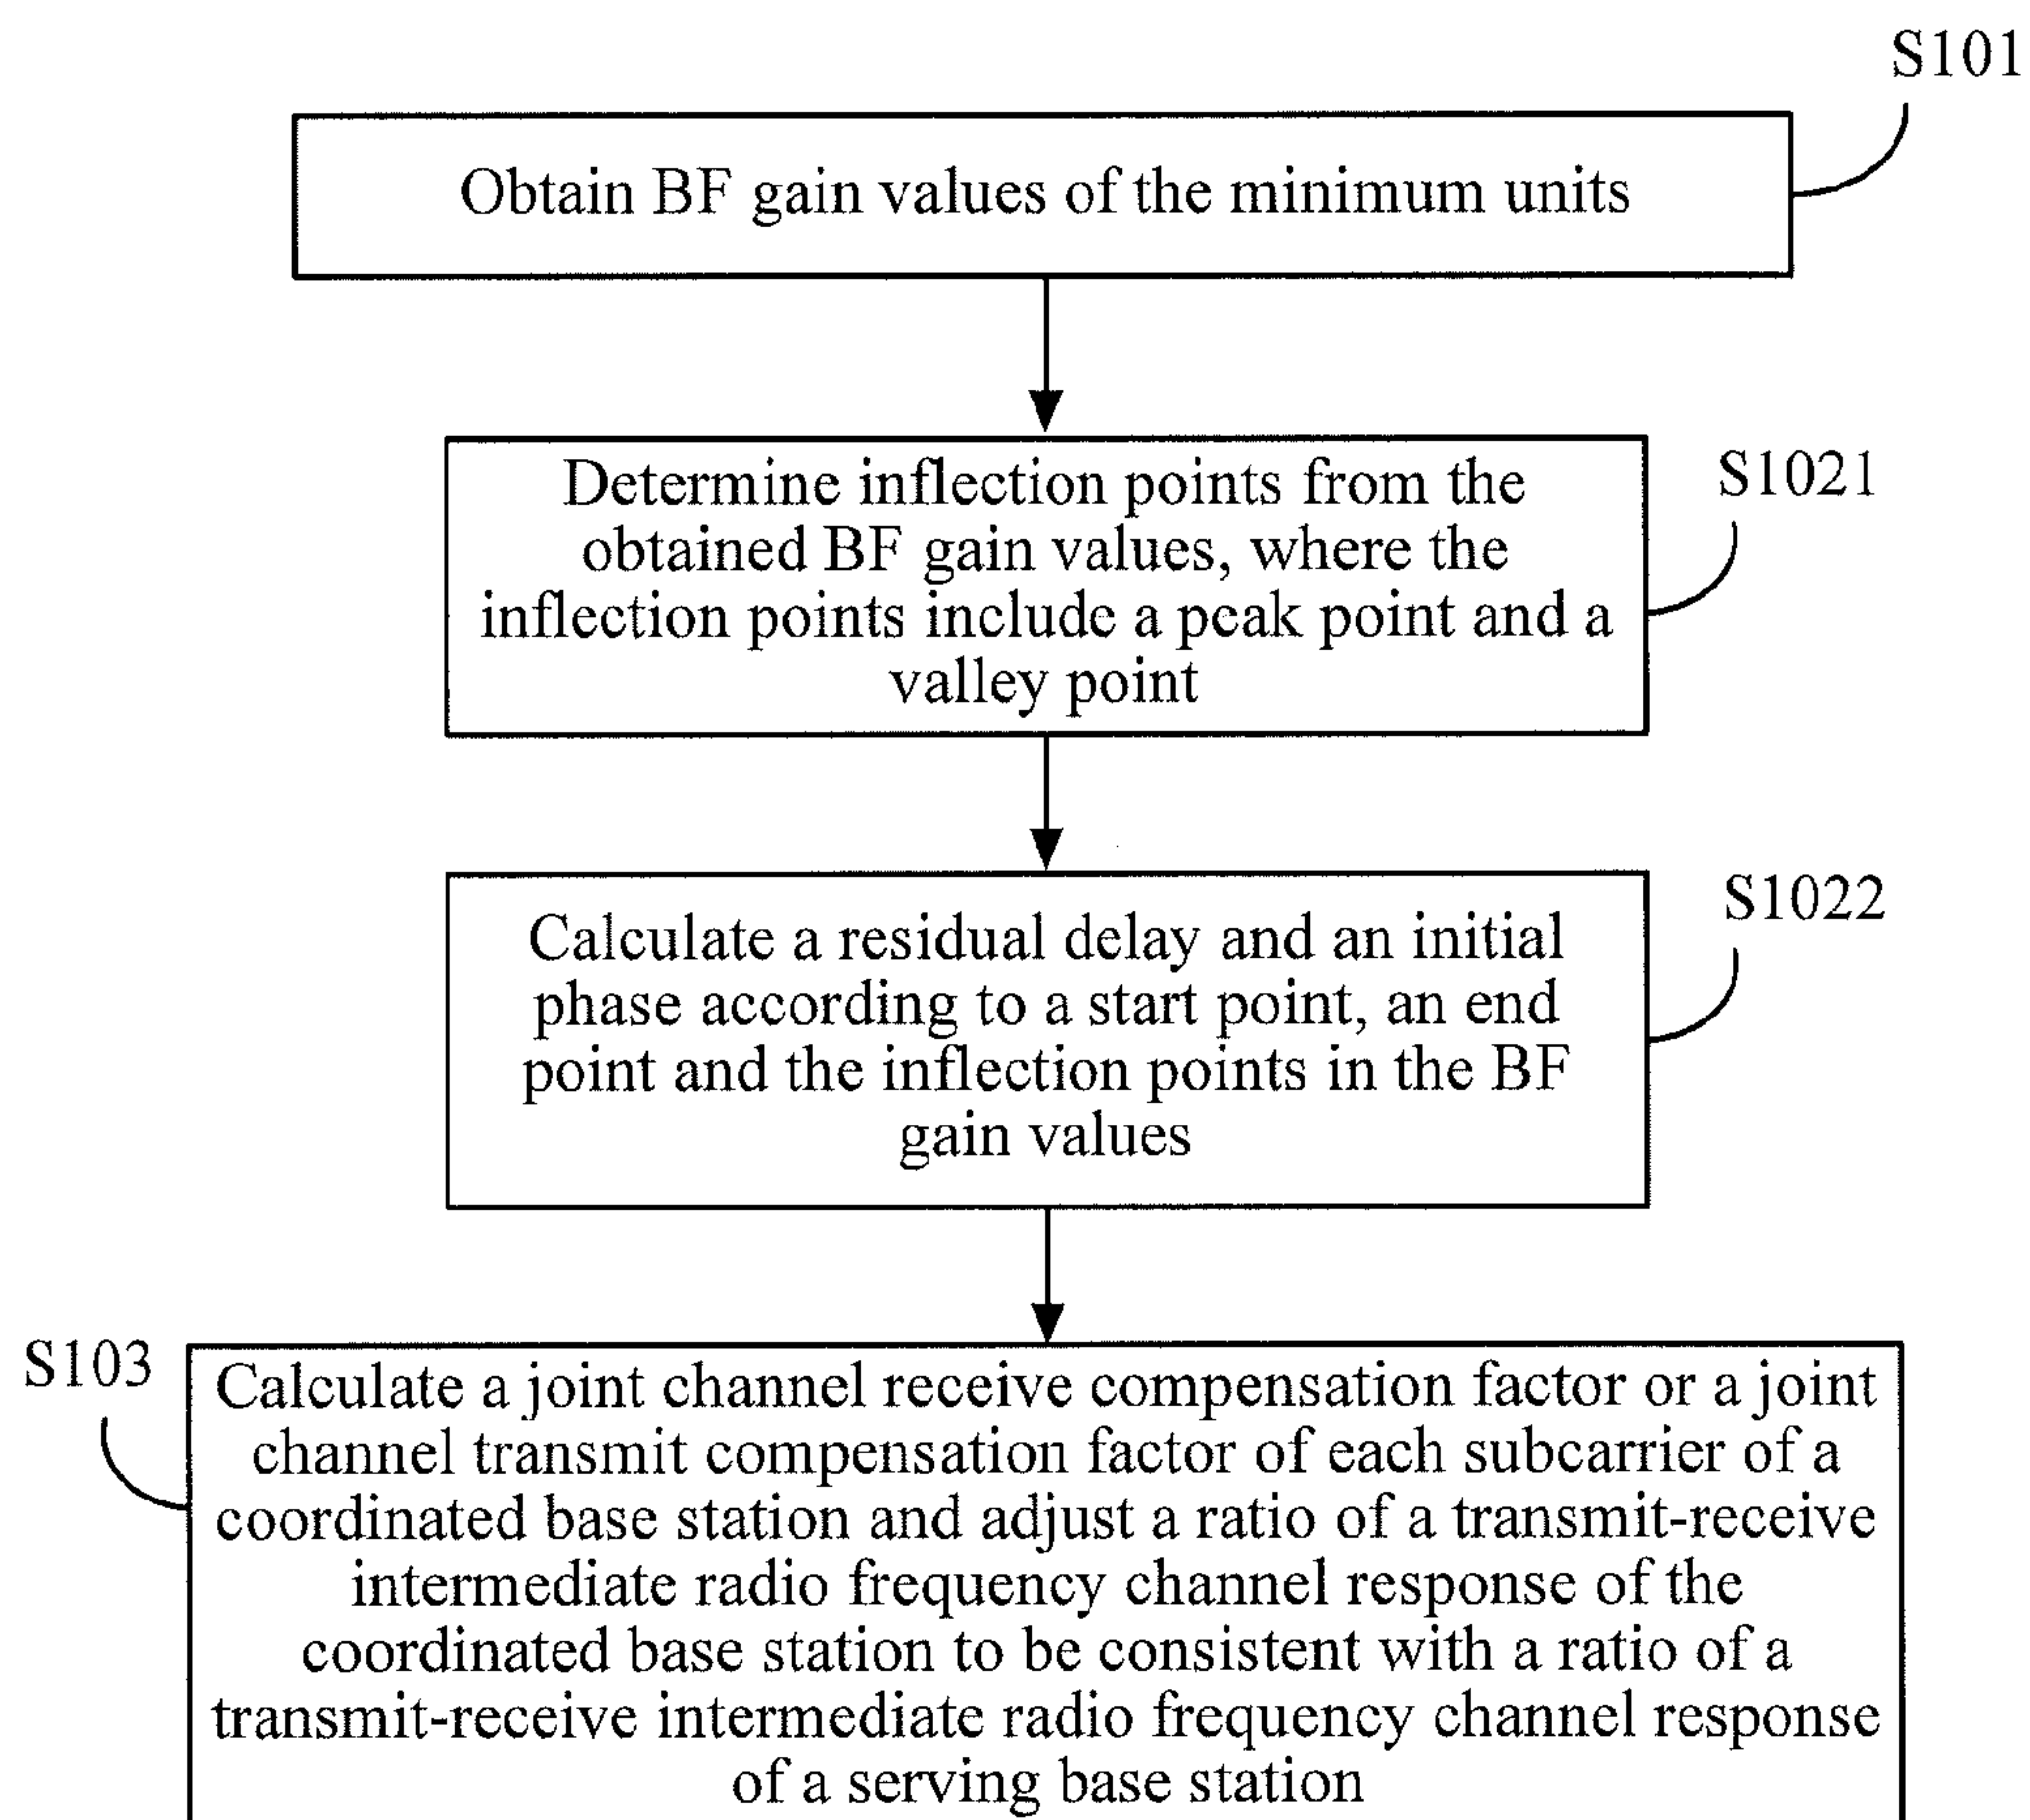 S101
Obtain BF gain values of the minimum units
S1021
Determine inflection points from the
obtained BF gain values, where the
inflection points include a peak point and a
valley point
S1022
Calculate a residual delay and an initial
phase according to a start point, an end
point and the inflection points in the BF
gain values
S103
Calculate a joint channel receive compensation factor or a joint
channel transmit compensation factor of each subcarrier of a
coordinated base station and adjust a ratio of a transmit-receive
intermediate radio frequency channel response of the
coordinated base station to be consistent with a ratio of a
transmit-receive intermediate radio frequency channel response
of a serving base station